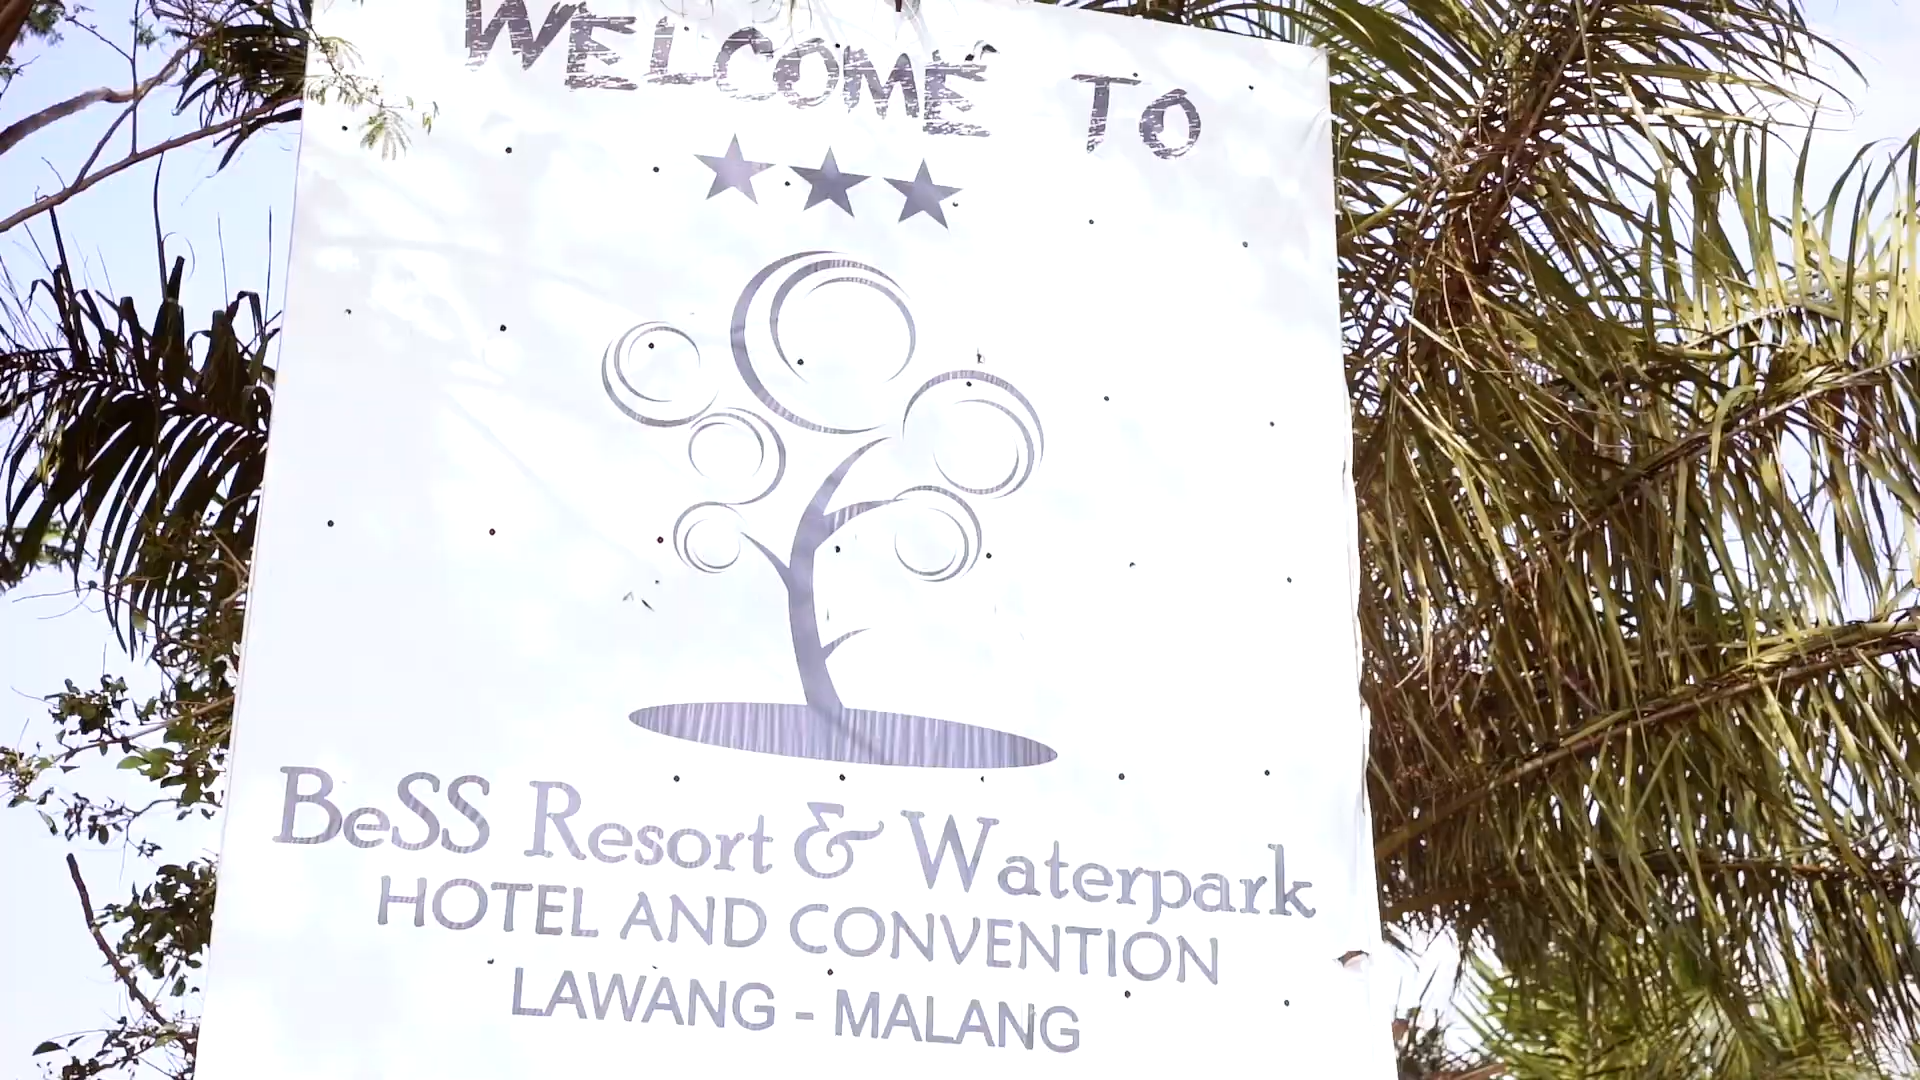 WELCOME TO
BeSS Resort & Waterpark
HOTEL AND CONVENTION
LAWANG - MALANG